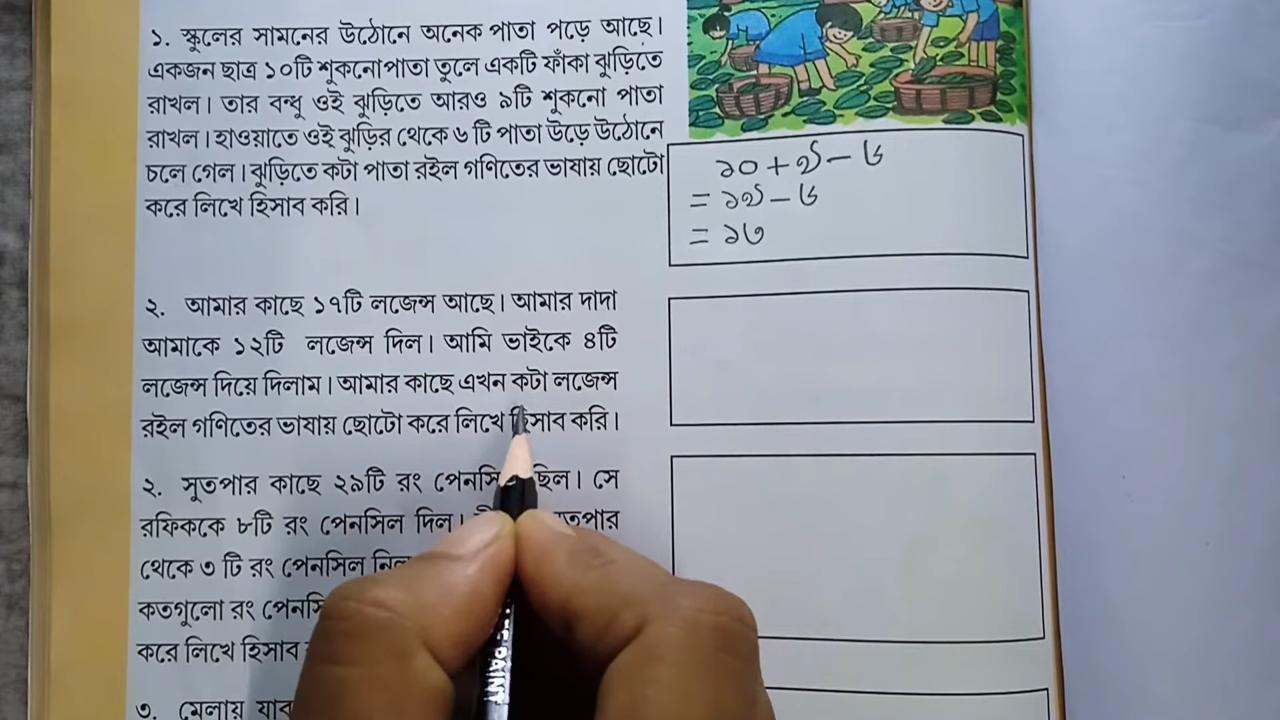 ১. স্কুলের সামনের উঠোনে অনেক পাতা পড়ে আছে।
একজন ছাত্র ১০টি শুকনো পাতা তুলে একটি ফাঁকা ঝুড়িতে
রাখল। তার বন্ধু ওই ঝুড়িতে আরও ৯টি শুকনো পাতা
রাখল। হাওয়াতে ওই ঝুড়ির থেকে ৬ টি পাতা উড়ে উঠোনে
চলে গেল। ঝুড়িতে কটা পাতা রইল গণিতের ভাষায় ছোটো
করে লিখে হিসাব করি।
১০ + ৯ - ৬
= ১৯ - ৬
= ১৩
২. আমার কাছে ১৭টি লজেন্স আছে। আমার দাদা
আমাকে ১২টি লজেন্স দিল। আমি ভাইকে ৪টি
লজেন্স দিয়ে দিলাম। আমার কাছে এখন কটা লজেন্স
রইল গণিতের ভাষায় ছোটো করে লিখে হিসাব করি।
২. সুতপার কাছে ২৯টি রং পেনসিল ছিল। সে
রফিককে ৮টি রং পেনসিল দিল।
থেকে ৩ টি রং পেনসিল নিল
কতগুলো রং
করে লিখে হিসাব
৩. মেলায়